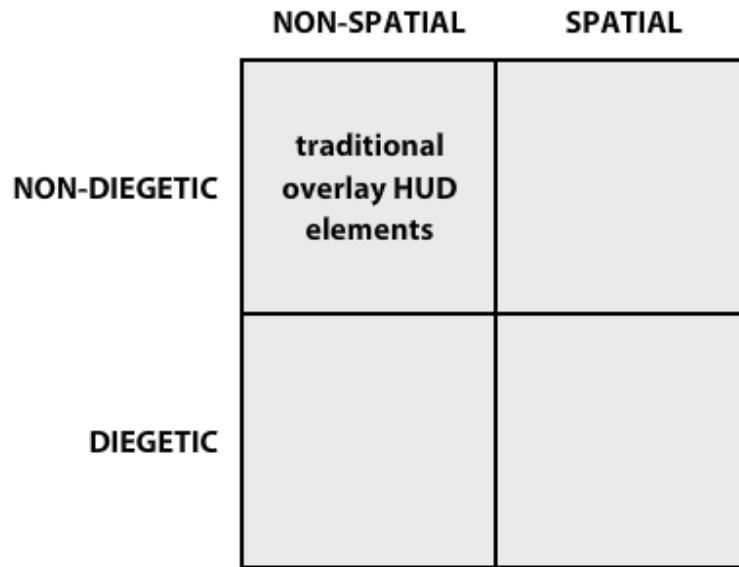 NON-SPATIAL SPATIAL
NON-DIEGETIC
traditional
overlay HUD
elements
DIEGETIC